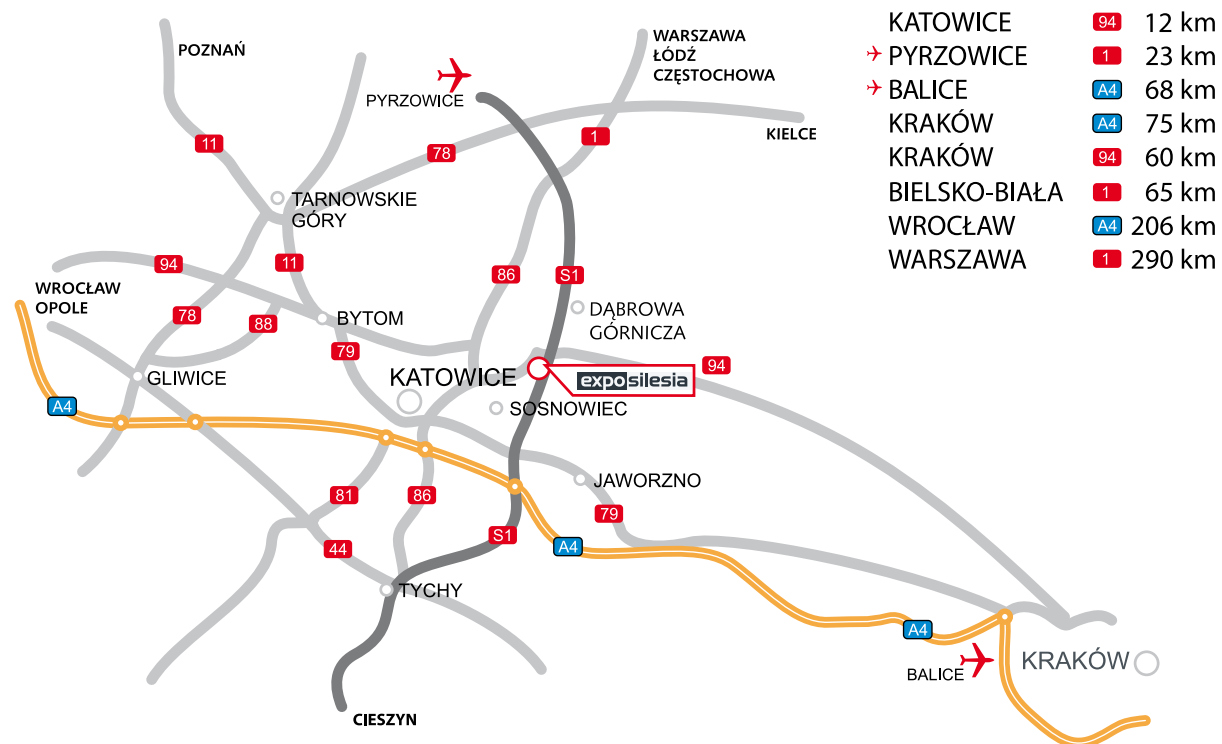 POZNAŃ
WARSZAWA
ŁÓDŹ
CZĘSTOCHOWA
PYRZOWICE
KIELCE
11
78
1
TARNOWSKIE
GÓRY
94
11
86
S1
WROCŁAW
OPOLE
78
88
BYTOM
79
DĄBROWA
GÓRNICZA
GLIWICE
KATOWICE
exposilesia
94
A4
SOSNOWIEC
81
86
JAWORZNO
79
44
S1
A4
TYCHY
A4
BALICE
KRAKÓW
CIESZYN
KATOWICE 94 12 km
PYRZOWICE 1 23 km
BALICE A4 68 km
KRAKÓW A4 75 km
KRAKÓW 94 60 km
BIELSKO-BIAŁA 1 65 km
WROCŁAW A4 206 km
WARSZAWA 1 290 km